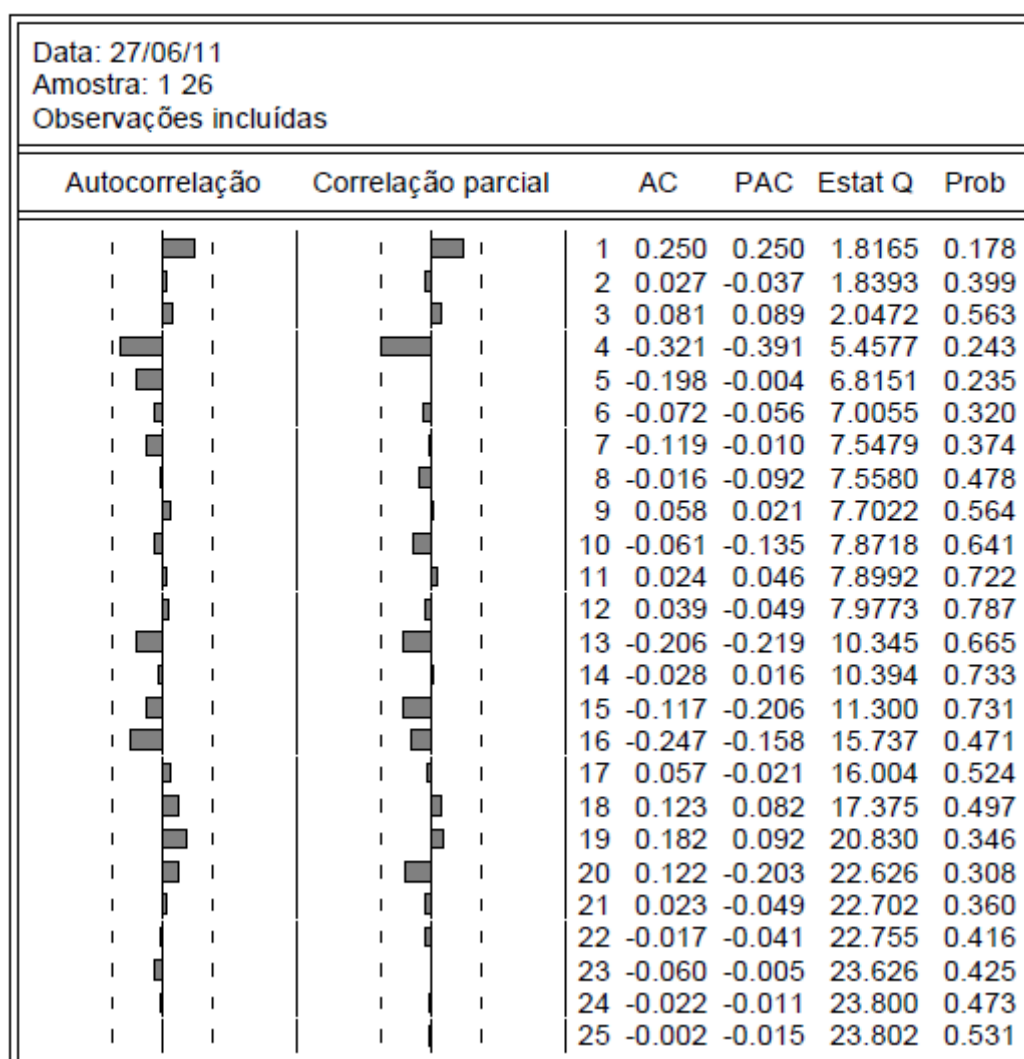 Data: 27/06/11
Amostra: 1 26
Observações incluídas
Autocorrelação Correlação parcial AC PAC Estat Q Prob
1 0.250 0.250 1.8165 0.178
2 0.027 -0.037 1.8393 0.399
3 0.081 0.089 2.0472 0.563
4 -0.321 -0.391 5.4577 0.243
5 -0.198 -0.004 6.8151 0.235
6 -0.072 -0.056 7.0055 0.320
7 -0.119 -0.010 7.5479 0.374
8 -0.016 -0.092 7.5580 0.478
9 0.058 0.021 7.7022 0.564
10 -0.061 -0.135 7.8718 0.641
11 0.024 0.046 7.8992 0.722
12 0.039 -0.049 7.9773 0.787
13 -0.206 -0.219 10.345 0.665
14 -0.028 0.016 10.394 0.733
15 -0.117 -0.206 11.300 0.731
16 -0.247 -0.158 15.737 0.471
17 0.057 -0.021 16.004 0.524
18 0.123 0.082 17.375 0.497
19 0.182 0.092 20.830 0.346
20 0.122 -0.203 22.626 0.308
21 0.023 -0.049 22.702 0.360
22 -0.017 -0.041 22.755 0.416
23 -0.060 -0.005 23.626 0.425
24 -0.022 -0.011 23.800 0.473
25 -0.002 -0.015 23.802 0.531